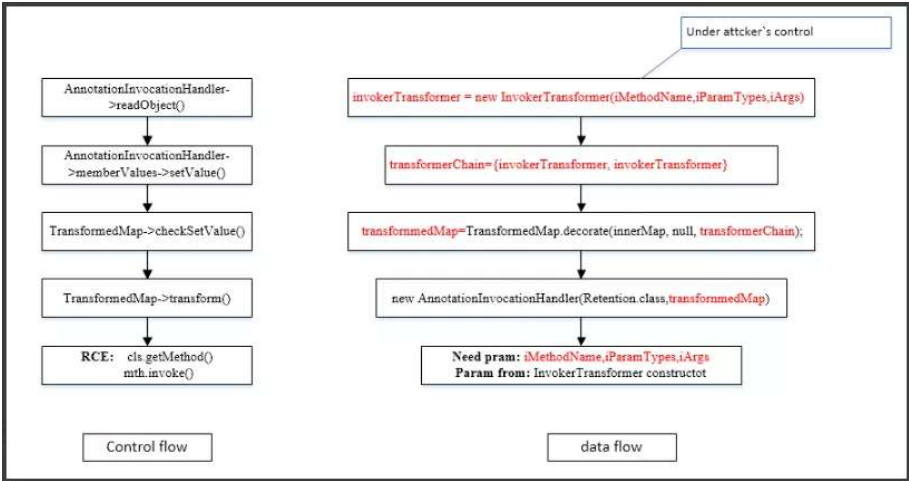 Under attcker`s control
AnnotationInvocationHandler-
>readObject()
AnnotationInvocationHandler-
>memberValues->setValue()
TransformedMap->checkSetValue()
TransformedMap->transform()
RCE: cls.getMethod()
mth.invoke()
Control flow
invokerTransformer = new InvokerTransformer(iMethodName,iParamTypes,iArgs)
transformerChain={invokerTransformer, invokerTransformer}
transfornmedMap=TransformedMap.decorate(innerMap, null, transformerChain);
new AnnotationInvocationHandler(Retention.class,transfornmedMap)
Need pram: iMethodName,iParamTypes,iArgs
Param from: InvokerTransformer constructot
data flow